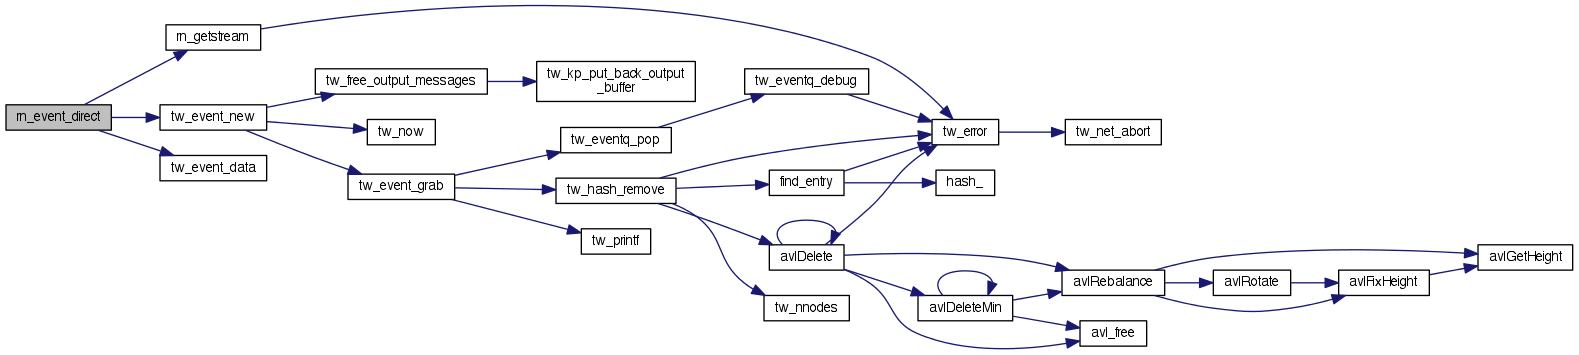 rn_event_direct
rn_getstream
tw_event_new
tw_event_data
tw_free_output_messages
tw_now
tw_event_grab
tw_kp_put_back_output
_buffer
tw_eventq_pop
tw_hash_remove
tw_printf
tw_eventq_debug
find_entry
avlDelete
tw_nnodes
tw_error
hash_
avlDeleteMin
tw_net_abort
avlRebalance
avl_free
avlRotate
avlFixHeight
avlGetHeight